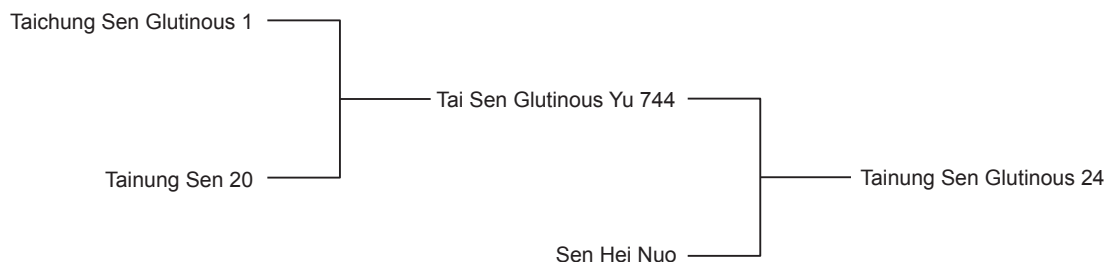 Taichung Sen Glutinous 1
Tai Sen Glutinous Yu 744
Tainung Sen 20
Tainung Sen Glutinous 24
Sen Hei Nuo